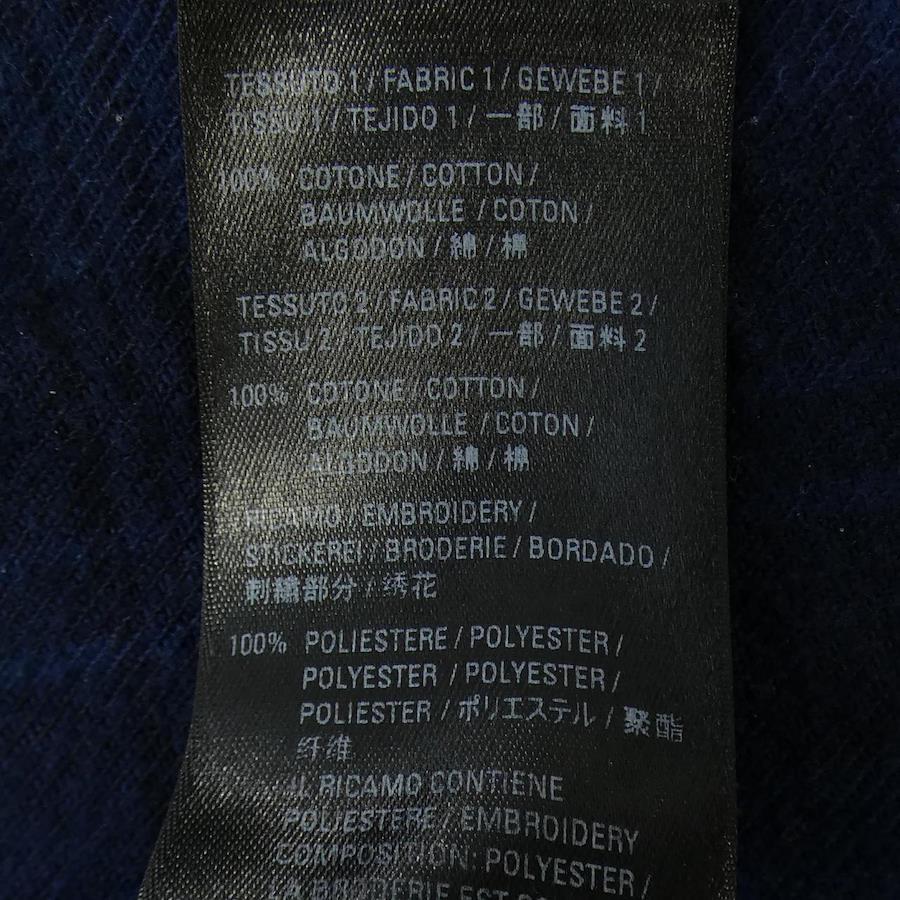 TESSUTO 1 / FABRIC 1 / GEWEBE 1 /
TISSU 1 / TEJIDO 1 / 一部 / 面料 1
100% COTONE / COTTON /
BAUMWOLLE / COTON /
ALGODON / 綿 / 棉
TESSUTO 2 / FABRIC 2 / GEWEBE 2 /
TISSU 2 / TEJIDO 2 / 一部 / 面料 2
100% COTONE / COTTON /
BAUMWOLLE / COTON /
ALGODON / 綿 / 棉
RICAMO / EMBROIDERY /
STICKEREI / BRODERIE / BORDADO /
刺繍部分 / 绣花
100% POLIESTERE / POLYESTER /
POLYESTER / POLYESTER /
POLIESTER / ポリエステル / 聚酯
纤维
IL RICAMO CONTIENE
POLIESTERE / EMBROIDERY
COMPOSITION: POLYESTER /
LA BRODERIE EST